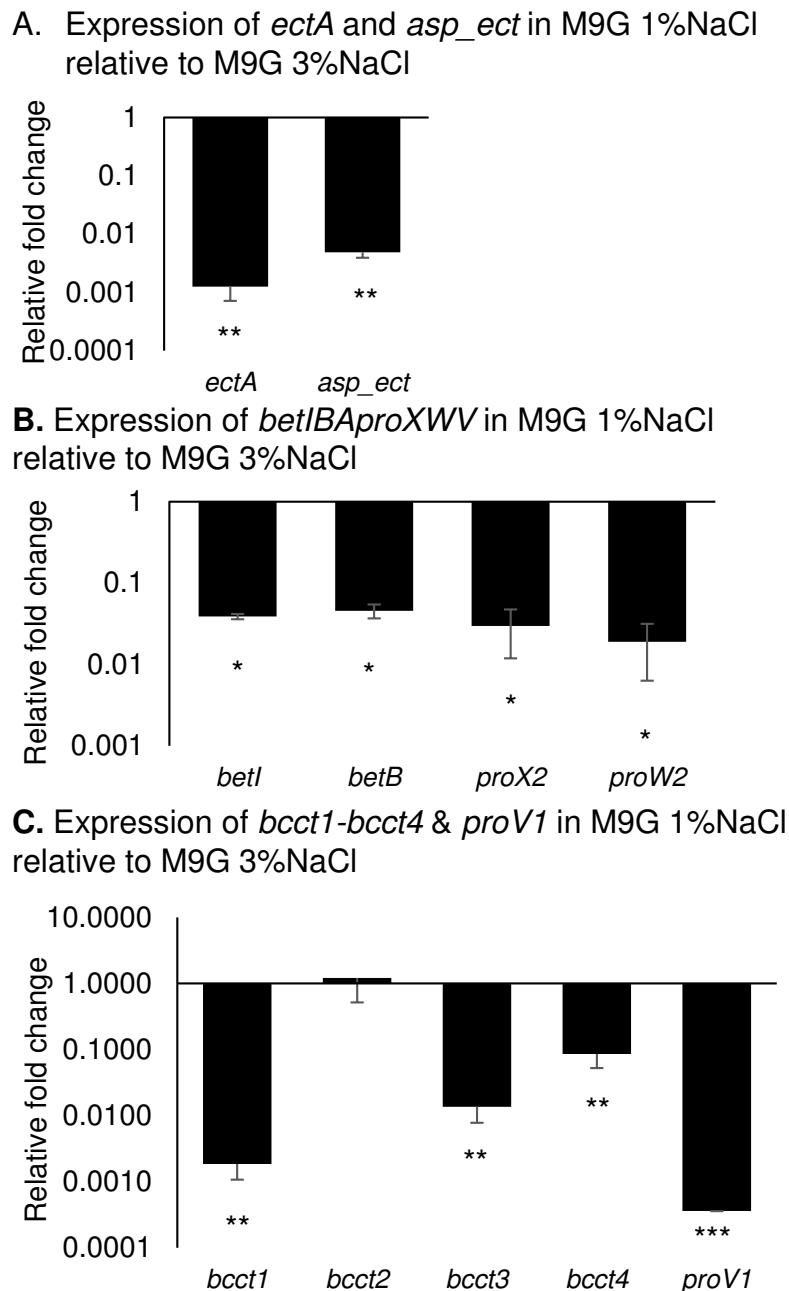 A. Expression of ectA and asp_ect in M9G 1%NaCl
relative to M9G 3%NaCl
Relative fold change
1
0.1
0.01
0.001
0.0001
**
**
ectA asp_ect
B. Expression of betIBAproXWV in M9G 1%NaCl
relative to M9G 3%NaCl
Relative fold change
1
0.1
0.01
0.001
*
*
*
*
betI betB proX2 proW2
C. Expression of bcct1-bcct4 & proV1 in M9G 1%NaCl
relative to M9G 3%NaCl
Relative fold change
10.0000
1.0000
0.1000
0.0100
0.0010
0.0001
**
**
**
***
bcct1 bcct2 bcct3 bcct4 proV1